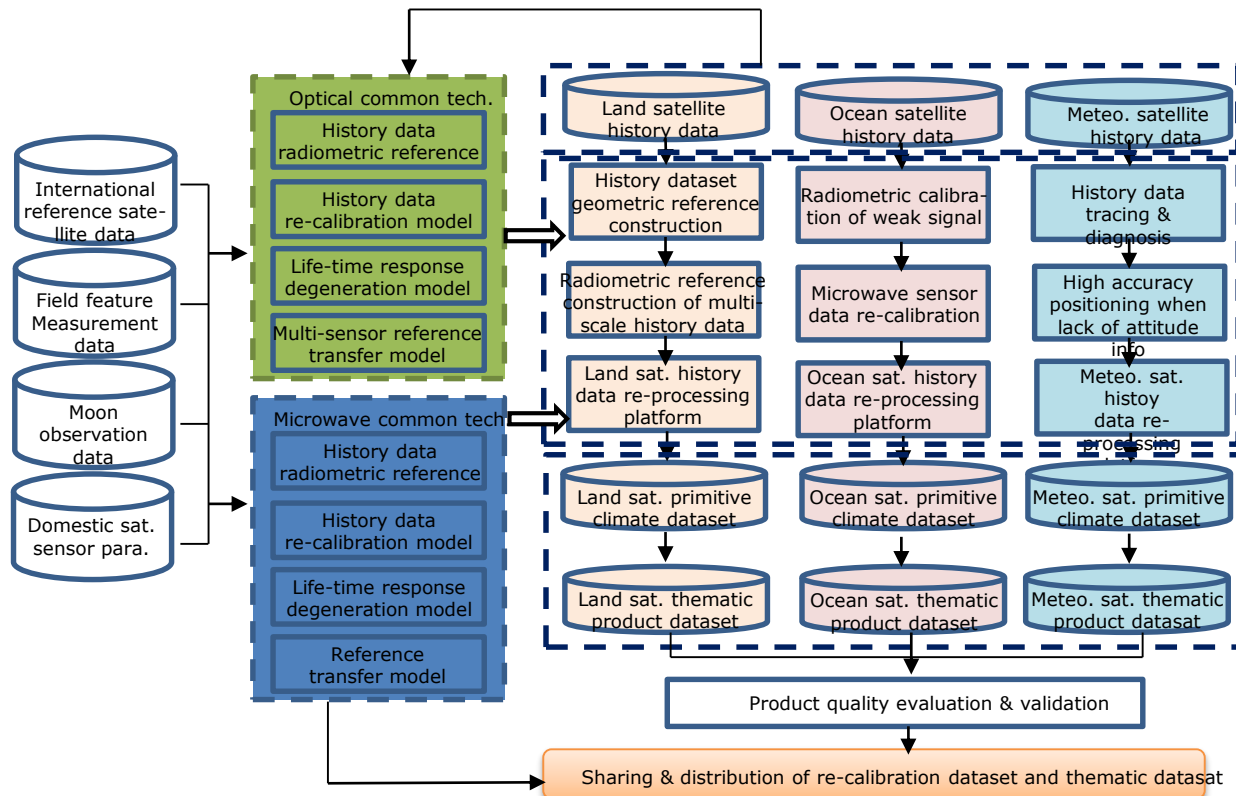 International
reference sate-
llite data
Field feature
Measurement
data
Moon
observation
data
Domestic sat.
sensor para.
Optical common tech.
History data
radiometric reference
History data
re-calibration model
Life-time response
degeneration model
Multi-sensor reference
transfer model
Microwave common tech
History data
radiometric reference
History data
re-calibration model
Life-time response
degeneration model
Reference
transfer model
Land satellite
history data
History dataset
geometric reference
construction
Radiometric reference
construction of multi-
scale history data
Land sat. history
data re-processing
platform
Land sat. primitive
climate dataset
Land sat. thematic
product dataset
Ocean satellite
history data
Radiometric calibra-
tion of weak signal
Microwave sensor
data re-calibration
Ocean sat. history
data re-processing
platform
Ocean sat. primitive
climate dataset
Ocean sat. thematic
product dataset
Meteo. satellite
history data
History data
tracing &
diagnosis
High accuracy
positioning when
lack of attitude
info
Meteo. sat.
histoy
data re-
processing
Meteo. sat. primitive
climate dataset
Meteo. sat. thematic
product datasat
Product quality evaluation & validation
Sharing & distribution of re-calibration dataset and thematic datasat